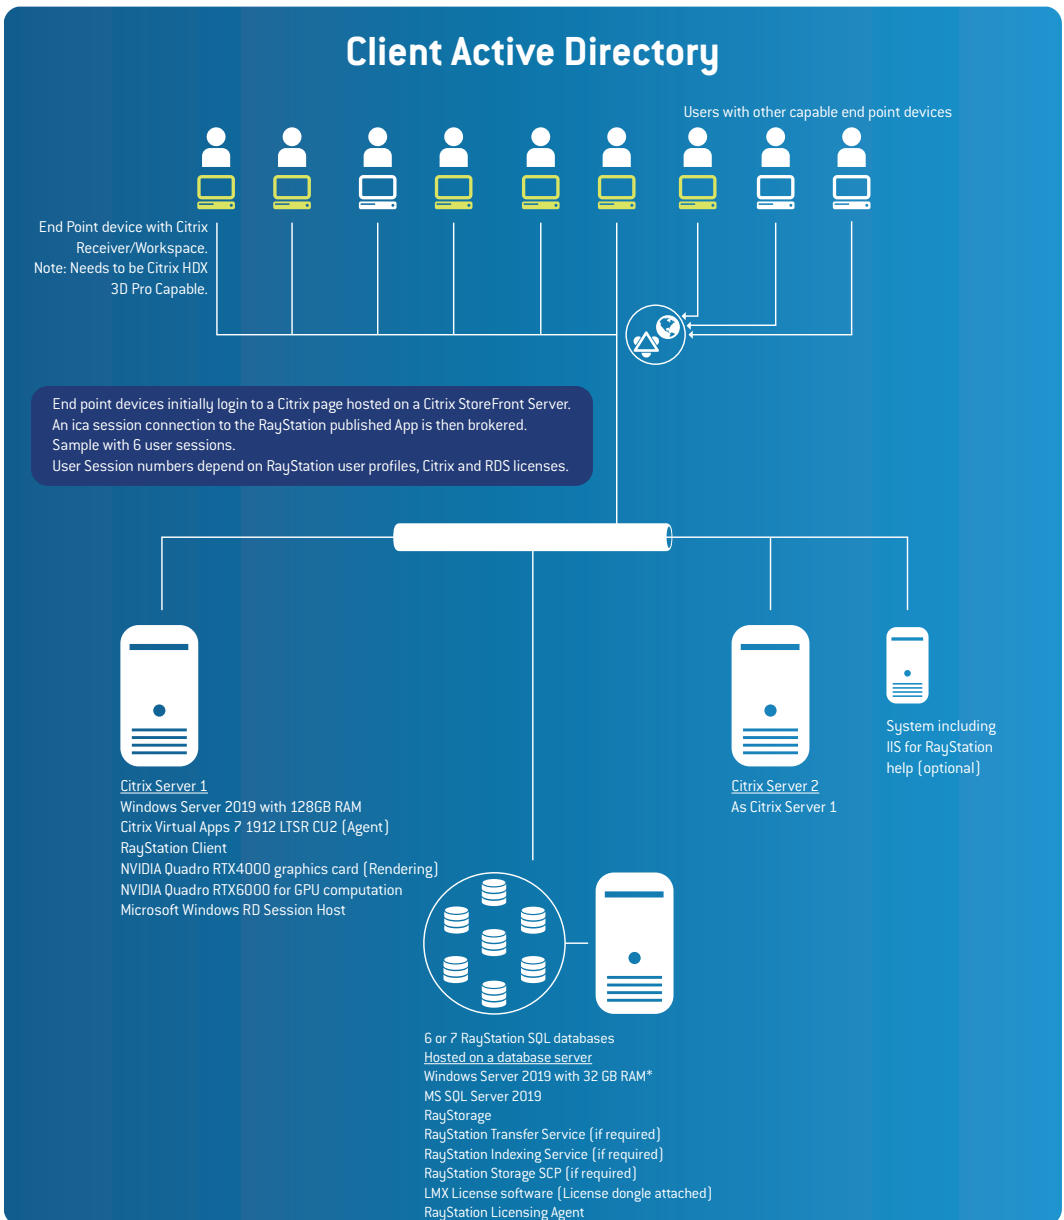 Client Active Directory
Users with other capable end point devices
End Point device with Citrix
Receiver/Workspace.
Note: Needs to be Citrix HDX
3D Pro Capable.
End point devices initially login to a Citrix page hosted on a Citrix StoreFront Server.
An ica session connection to the RayStation published App is then brokered.
Sample with 6 user sessions.
User Session numbers depend on RayStation user profiles, Citrix and RDS licenses.
Citrix Server 1
Windows Server 2019 with 128GB RAM
Citrix Virtual Apps 7 1912 LTSR CU2 (Agent)
RayStation Client
NVIDIA Quadro RTX4000 graphics card (Rendering)
NVIDIA Quadro RTX6000 for GPU computation
Microsoft Windows RD Session Host
Citrix Server 2
As Citrix Server 1
System including
IIS for RayStation
help (optional)
6 or 7 RayStation SQL databases
Hosted on a database server
Windows Server 2019 with 32 GB RAM*
MS SQL Server 2019
RayStorage
RayStation Transfer Service (if required)
RayStation Indexing Service (if required)
RayStation Storage SCP (if required)
LMX License software (License dongle attached)
RayStation Licensing Agent